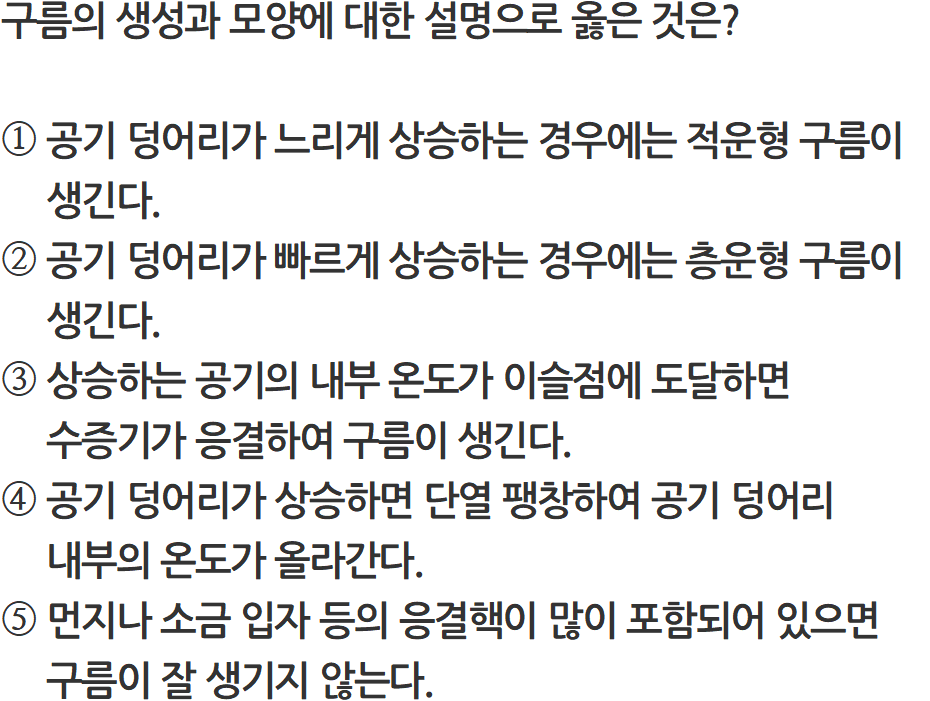 구름의 생성과 모양에 대한 설명으로 옳은 것은?
① 공기 덩어리가 느리게 상승하는 경우에는 적운형 구름이
생긴다.
② 공기 덩어리가 빠르게 상승하는 경우에는 층운형 구름이
생긴다.
③ 상승하는 공기의 내부 온도가 이슬점에 도달하면
수증기가 응결하여 구름이 생긴다.
④ 공기 덩어리가 상승하면 단열 팽창하여 공기 덩어리
내부의 온도가 올라간다.
⑤ 먼지나 소금 입자 등의 응결핵이 많이 포함되어 있으면
구름이 잘 생기지 않는다.